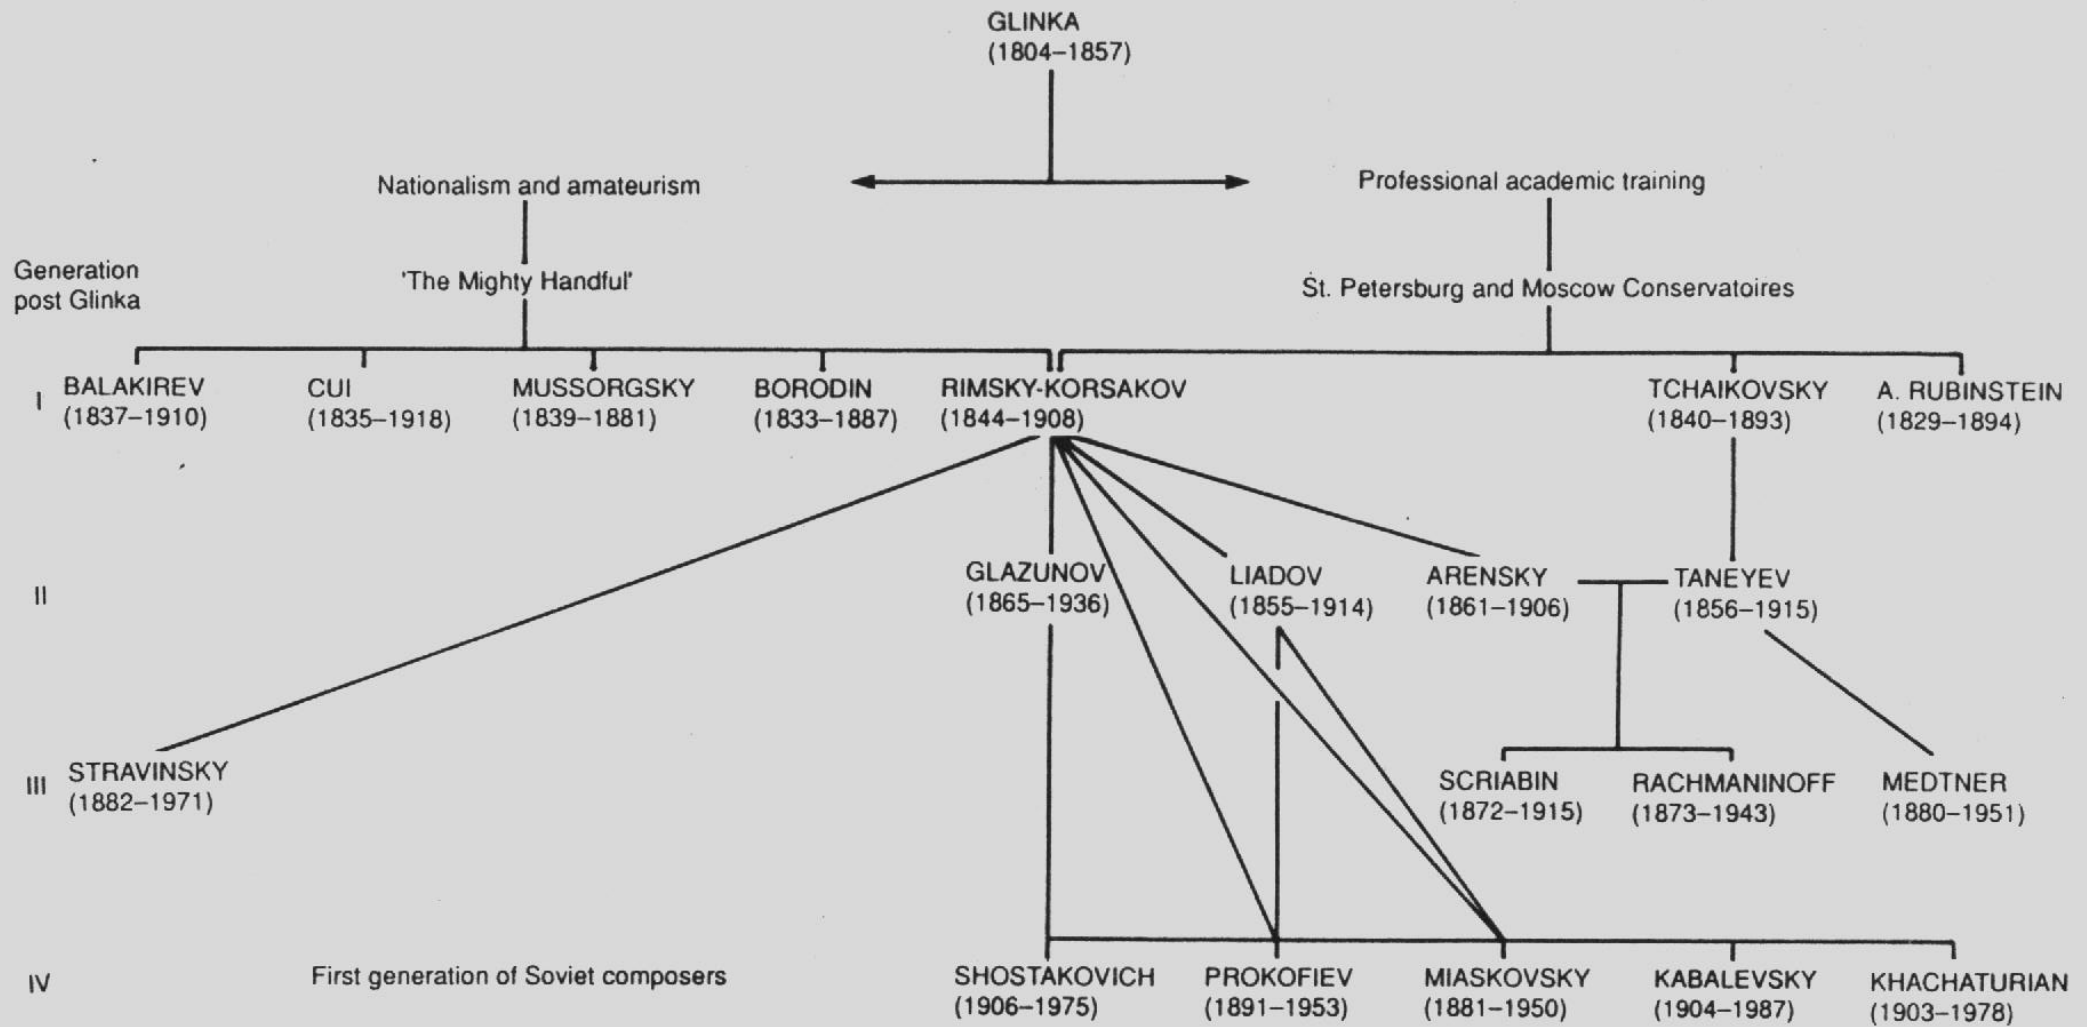 GLINKA
(1804–1857)
Nationalism and amateurism
Professional academic training
Generation
post Glinka
'The Mighty Handful'
St. Petersburg and Moscow Conservatoires
I
BALAKIREV
(1837–1910)
CUI
(1835–1918)
MUSSORGSKY
(1839–1881)
BORODIN
(1833–1887)
RIMSKY-KORSAKOV
(1844–1908)
TCHAIKOVSKY
(1840–1893)
A. RUBINSTEIN
(1829–1894)
II
GLAZUNOV
(1865–1936)
LIADOV
(1855–1914)
ARENSKY
(1861–1906)
TANEYEV
(1856–1915)
III
STRAVINSKY
(1882–1971)
SCRIABIN
(1872–1915)
RACHMANINOFF
(1873–1943)
MEDTNER
(1880–1951)
IV
First generation of Soviet composers
SHOSTAKOVICH
(1906–1975)
PROKOFIEV
(1891–1953)
MIASKOVSKY
(1881–1950)
KABALEVSKY
(1904–1987)
KHACHATURIAN
(1903–1978)